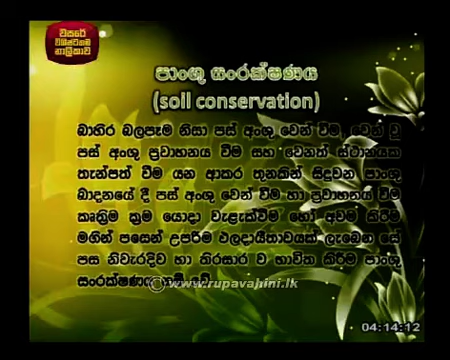 වසරේ
විශිෂ්ටතම
නාලිකාව
පාංශු සංරක්ෂණය
(soil conservation)
බාහිර බලපෑම නිසා පස් අංශු වෙන් වීම, වෙන් වූ
පස් අංශු ප්‍රවාහනය වීම සහ වෙනත් ස්ථානයක
තැන්පත් වීම යන ආකාර තුනකින් සිදුවන පාංශු
ඛාදනයේ දී පස් අංශු වෙන් වීම හා ප්‍රවාහනය වීම
කෘත්‍රිම ක්‍රම යොදා වැළැක්වීම හෝ අවම කිරීම
මගින් පසෙන් උපරිම ඵලදායීතාවයක් ලැබෙන සේ
පස නිවැරදිව හා තිරසාර ව භාවිත කිරීම පාංශු
සංරක්ෂණය නම් වේ.
© www.rupavahini.lk
04:14:12